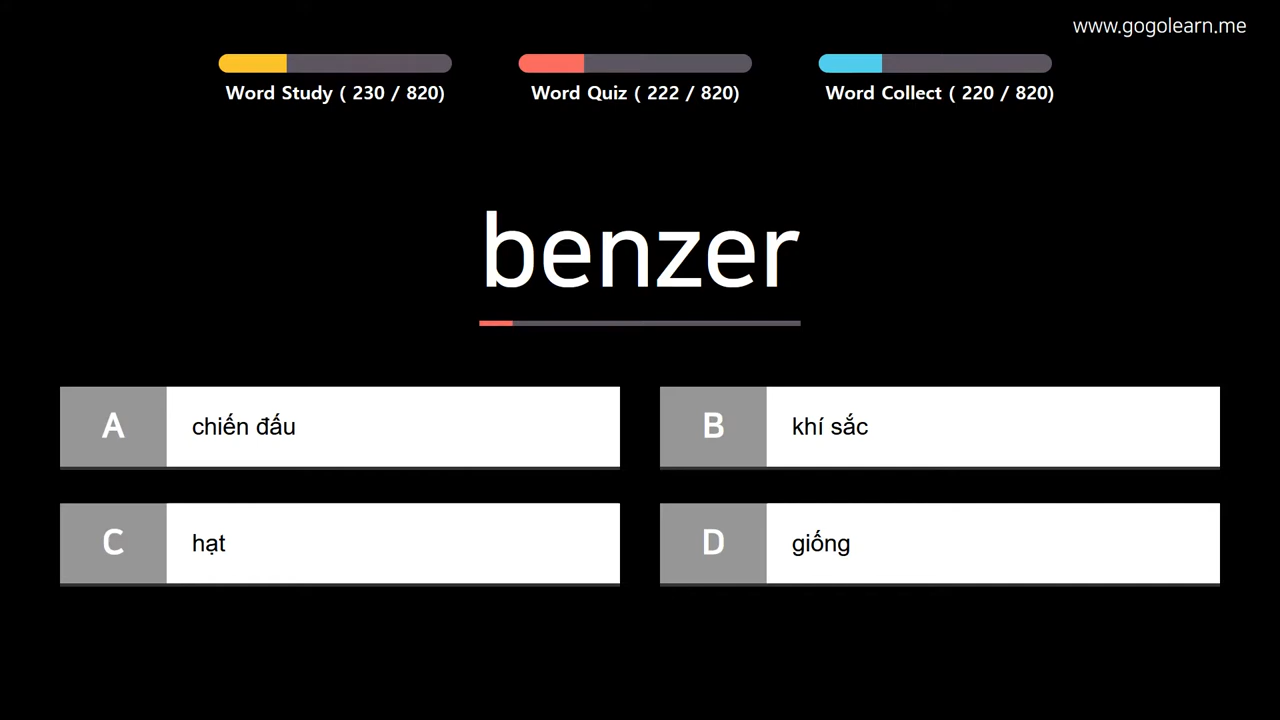 www.gogolearn.me
Word Study ( 230 / 820)
Word Quiz ( 222 / 820)
Word Collect ( 220 / 820)
benzer
A chiến đấu
B khí sắc
C hạt
D giống